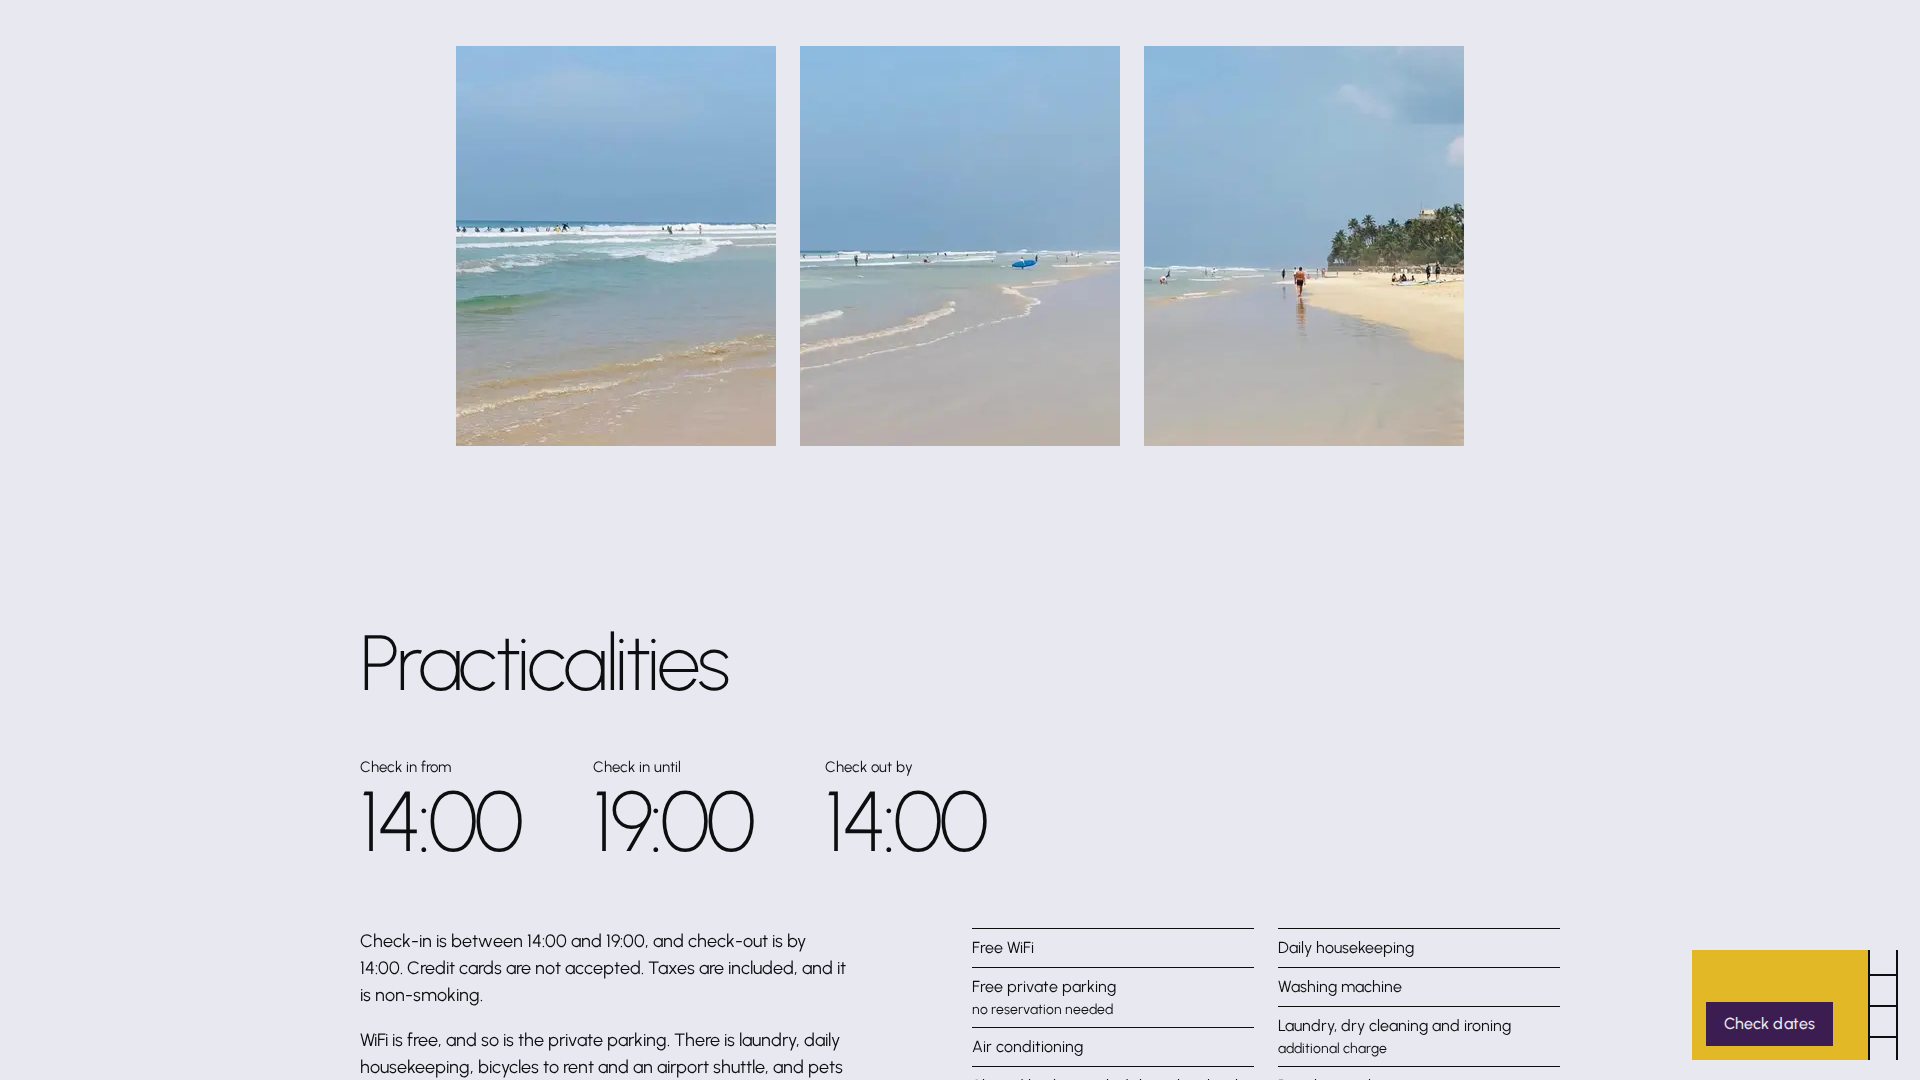 Practicalities
Check in from
14:00
Check in until
19:00
Check out by
14:00
Check-in is between 14:00 and 19:00, and check-out is by
14:00. Credit cards are not accepted. Taxes are included, and it
is non-smoking.
WiFi is free, and so is the private parking. There is laundry, daily
housekeeping, bicycles to rent and an airport shuttle, and pets
Free WiFi
Free private parking
no reservation needed
Air conditioning
Daily housekeeping
Washing machine
Laundry, dry cleaning and ironing
additional charge
Check dates